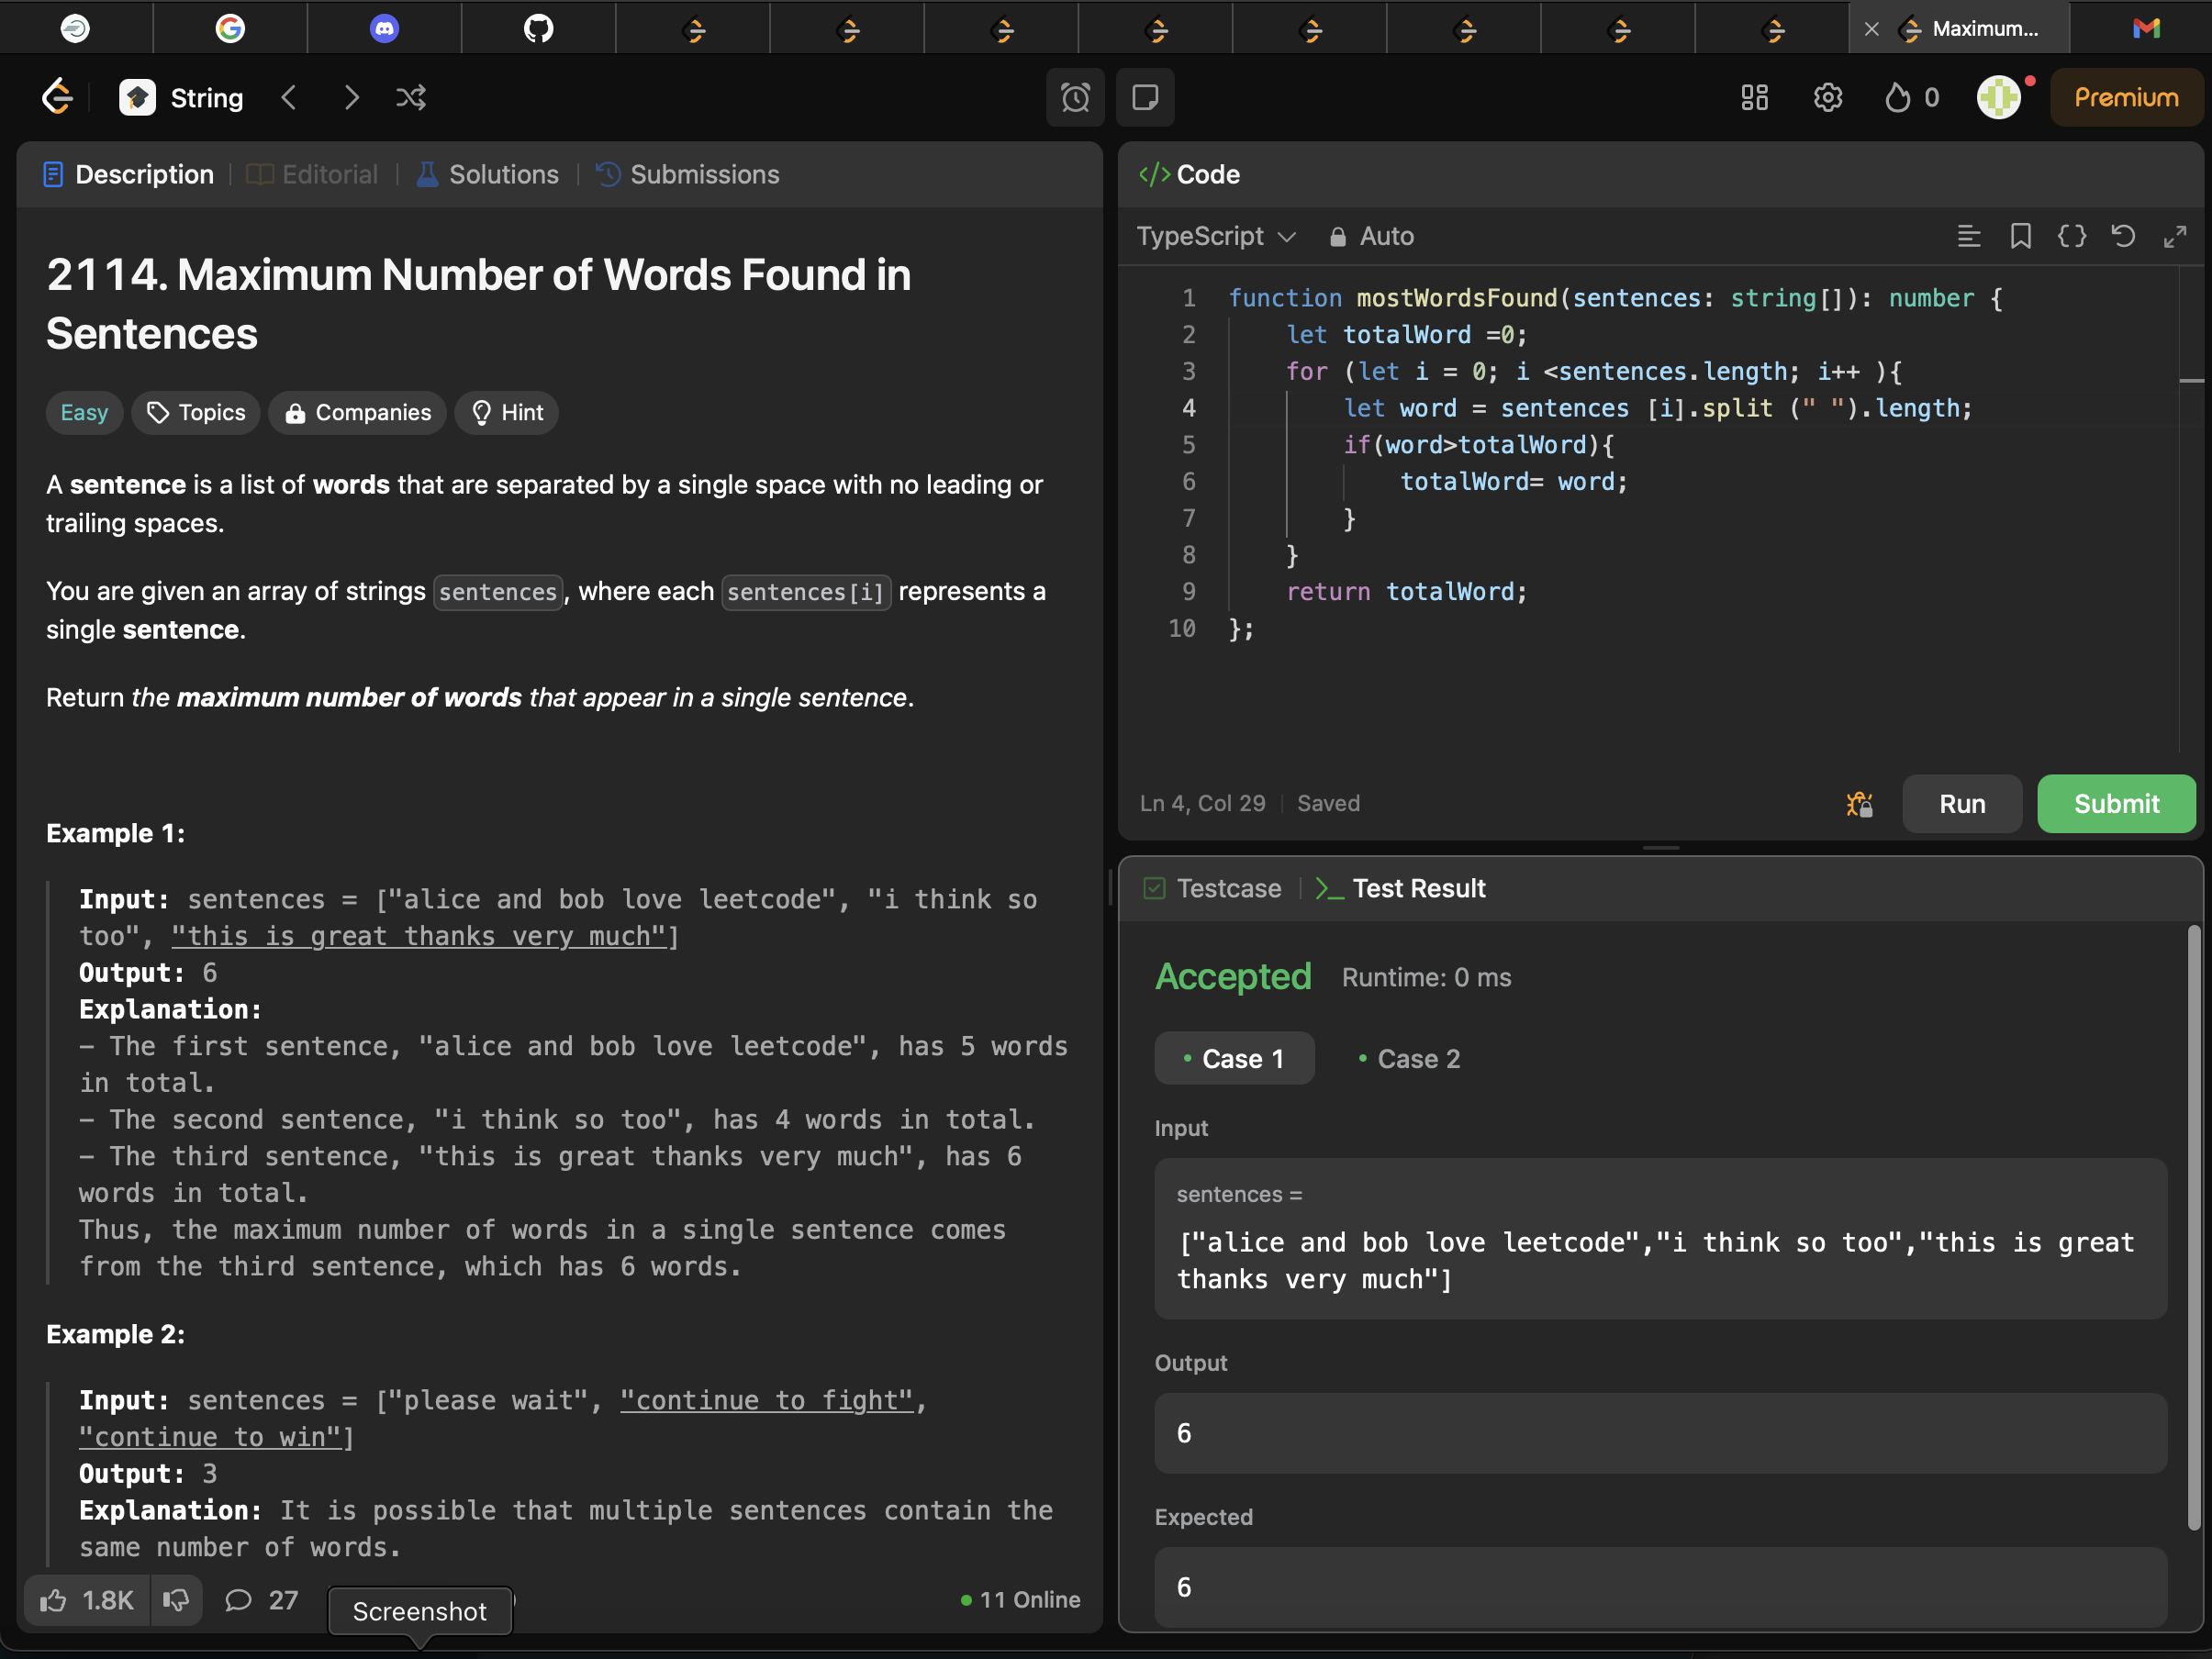 Maximum...
String
0
Premium
Description
Editorial
Solutions
Submissions
2114. Maximum Number of Words Found in
Sentences
Easy
Topics
Companies
Hint
A sentence is a list of words that are separated by a single space with no leading or
trailing spaces.
You are given an array of strings sentences, where each sentences[i] represents a
single sentence.
Return the maximum number of words that appear in a single sentence.
Example 1:
Input: sentences = ["alice and bob love leetcode", "i think so
too", "this is great thanks very much"]
Output: 6
Explanation:
- The first sentence, "alice and bob love leetcode", has 5 words
in total.
- The second sentence, "i think so too", has 4 words in total.
- The third sentence, "this is great thanks very much", has 6
words in total.
Thus, the maximum number of words in a single sentence comes
from the third sentence, which has 6 words.
Example 2:
Input: sentences = ["please wait", "continue to fight",
"continue to win"]
Output: 3
Explanation: It is possible that multiple sentences contain the
same number of words.
1.8K
27
Screenshot
11 Online
</> Code
TypeScript
Auto
1 function mostWordsFound(sentences: string[]): number {
2 let totalWord =0;
3 for (let i = 0; i <sentences.length; i++ ){
4 let word = sentences [i].split (" ").length;
5 if(word>totalWord){
6 totalWord= word;
7 }
8 }
9 return totalWord;
10 };
Ln 4, Col 29
Saved
Run
Submit
Testcase
Test Result
Accepted
Runtime: 0 ms
Case 1
Case 2
Input
sentences =
["alice and bob love leetcode","i think so too","this is great
thanks very much"]
Output
6
Expected
6